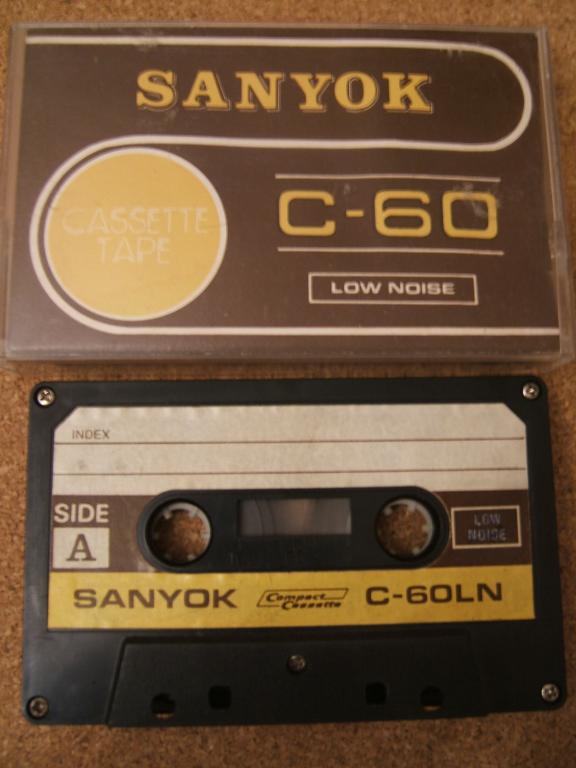 SANYOK
CASSETTE
TAPE
C-60
LOW NOISE
INDEX
SIDE
A
LOW
NOISE
SANYOK Compact Cassette C-60LN